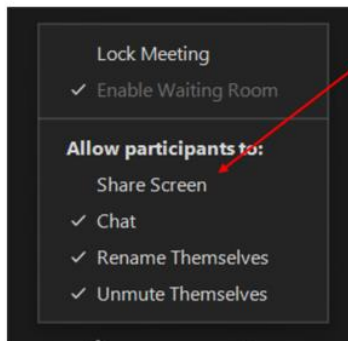 Lock Meeting
✓ Enable Waiting Room
Allow participants to:
Share Screen
✓ Chat
✓ Rename Themselves
✓ Unmute Themselves